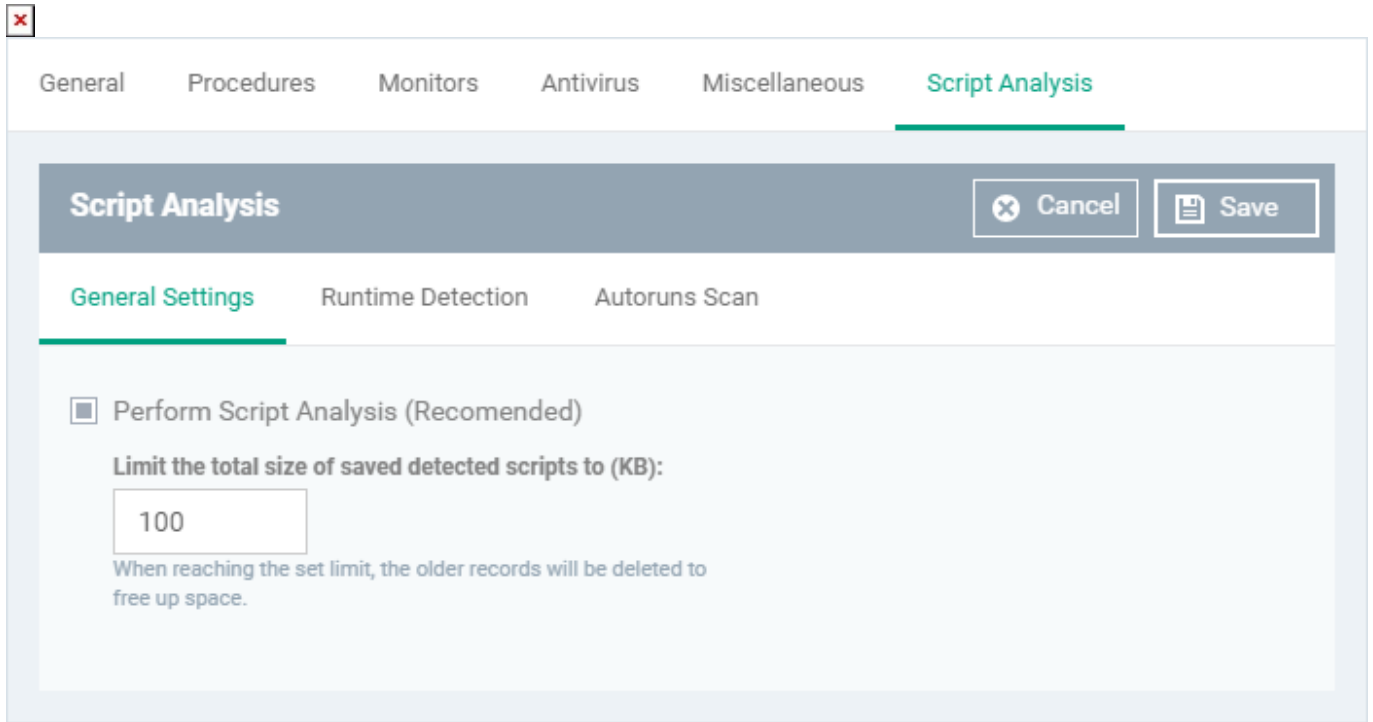 General Procedures Monitors Antivirus Miscellaneous Script Analysis
Script Analysis Cancel Save
General Settings Runtime Detection Autoruns Scan
Perform Script Analysis (Recomended)
Limit the total size of saved detected scripts to (KB):
100
When reaching the set limit, the older records will be deleted to
free up space.